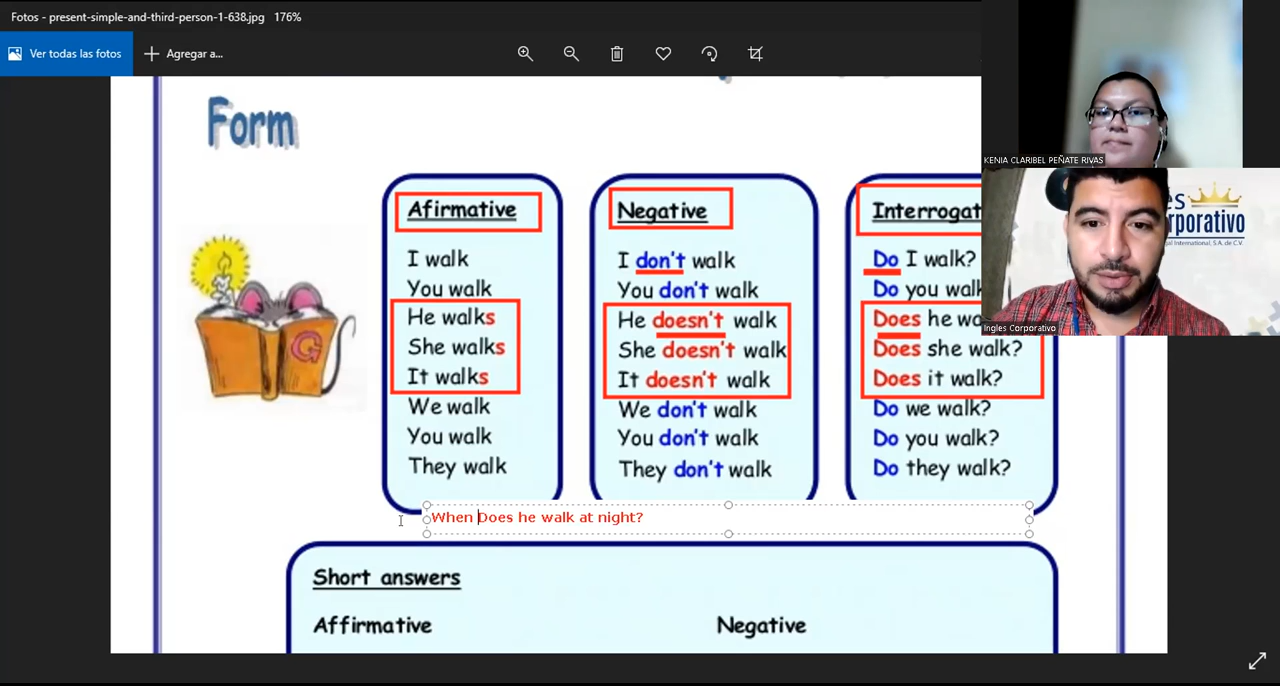 Fotos - present-simple-and-third-person-1-638.jpg 176%
Ver todas las fotos
Agregar a...
Form
Afirmative
I walk
You walk
He walks
She walks
It walks
We walk
You walk
They walk
Negative
I don't walk
You don't walk
He doesn't walk
She doesn't walk
It doesn't walk
We don't walk
You don't walk
They don't walk
Interrogat
Do I walk?
Do you walk
Does he wa
Does she walk?
Does it walk?
Do we walk?
Do you walk?
Do they walk?
When Does he walk at night?
Short answers
Affirmative
Negative
G
KENIA CLARIBEL PEÑATE RIVAS
es
rporativo
gal International, S.A. de C.V.
Ingles Corporativo